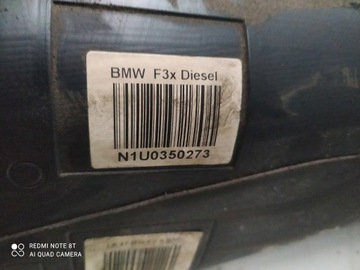 BMW F3x Diesel
N1U0350273
REDMI NOTE 8T
AI QUAD CAMERA